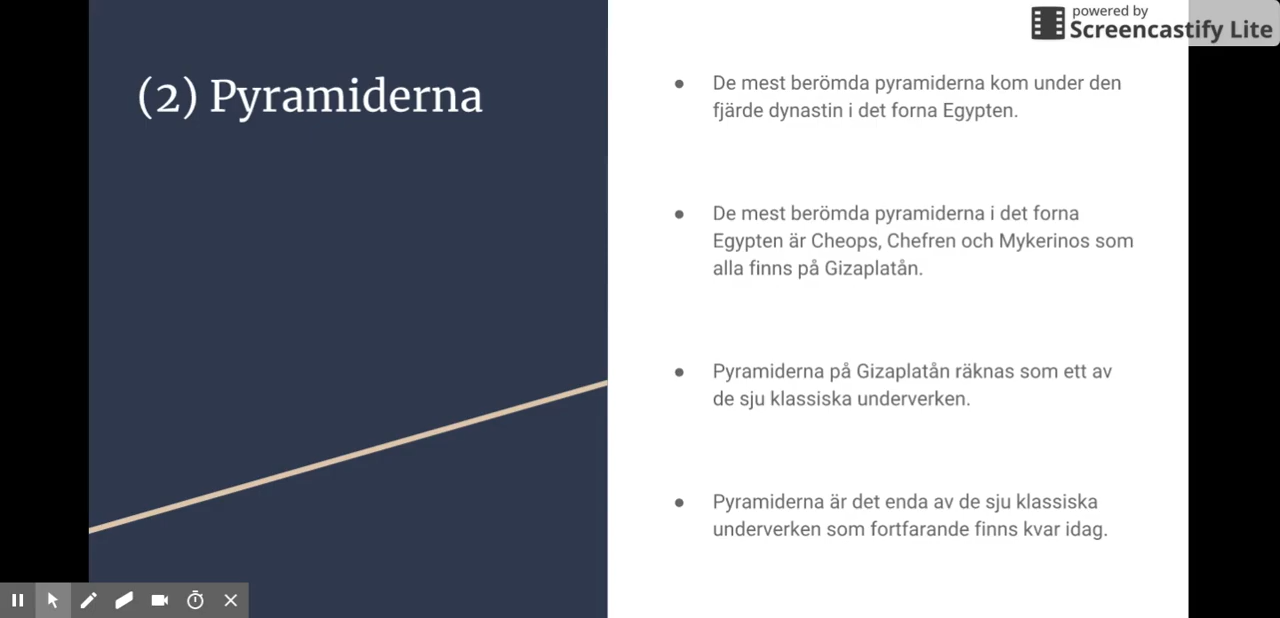 powered by
Screencastify Lite
(2) Pyramiderna
● De mest berömda pyramiderna kom under den
fjärde dynastin i det forna Egypten.
● De mest berömda pyramiderna i det forna
Egypten är Cheops, Chefren och Mykerinos som
alla finns på Gizaplatån.
● Pyramiderna på Gizaplatån räknas som ett av
de sju klassiska underverken.
● Pyramiderna är det enda av de sju klassiska
underverken som fortfarande finns kvar idag.